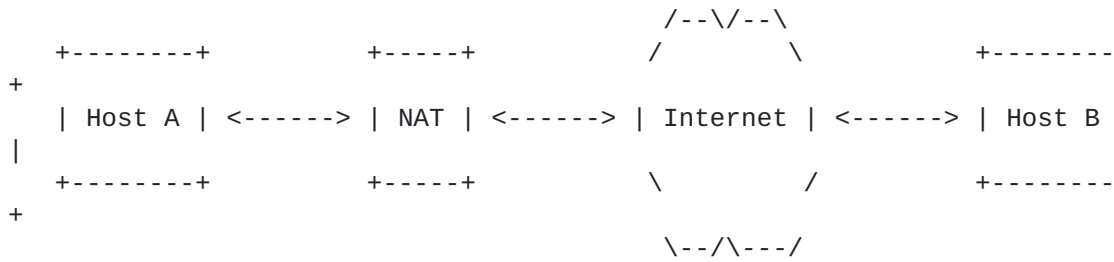 /--\/--\
   +--------+          +-----+           /         \           +--------
+
   | Host A | <------> | NAT | <------> | Internet | <------> | Host B
|
   +--------+          +-----+           \         /           +--------
+
                                           \--/\---/